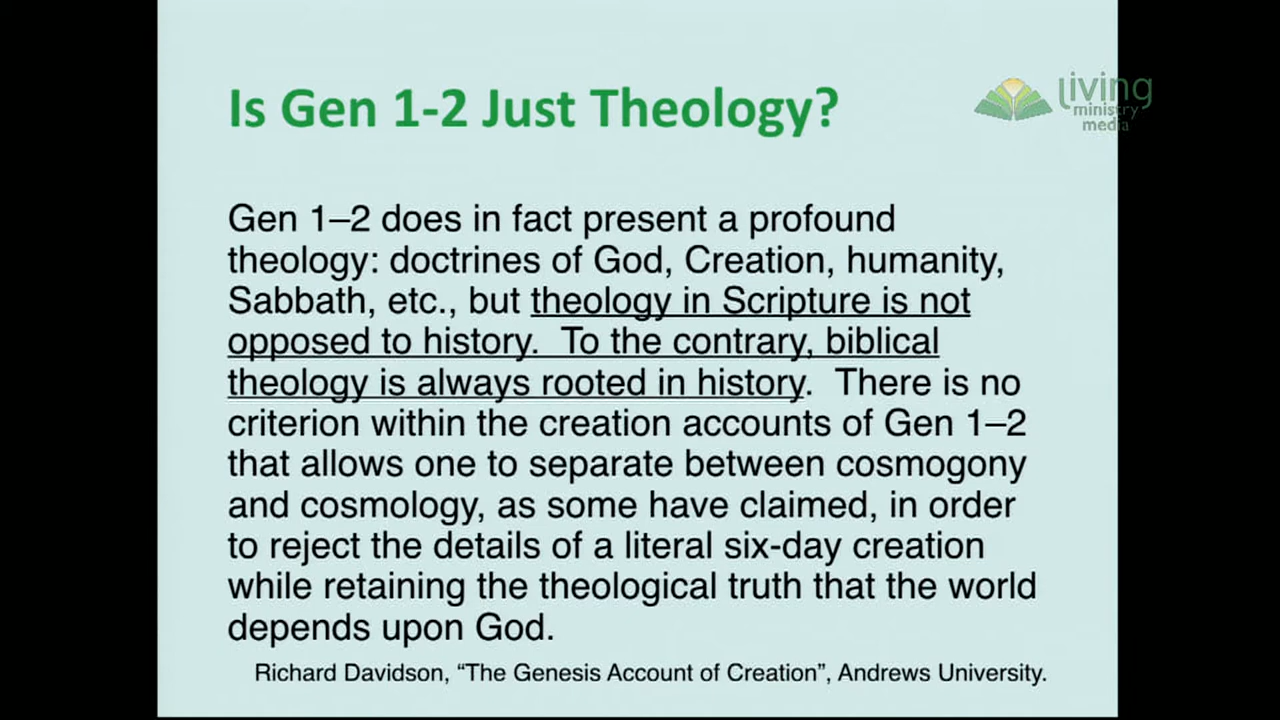 Is Gen 1-2 Just Theology?
living
ministry
media
Gen 1–2 does in fact present a profound
theology: doctrines of God, Creation, humanity,
Sabbath, etc., but theology in Scripture is not
opposed to history.  To the contrary, biblical
theology is always rooted in history.  There is no
criterion within the creation accounts of Gen 1–2
that allows one to separate between cosmogony
and cosmology, as some have claimed, in order
to reject the details of a literal six-day creation
while retaining the theological truth that the world
depends upon God.
Richard Davidson, “The Genesis Account of Creation”, Andrews University.